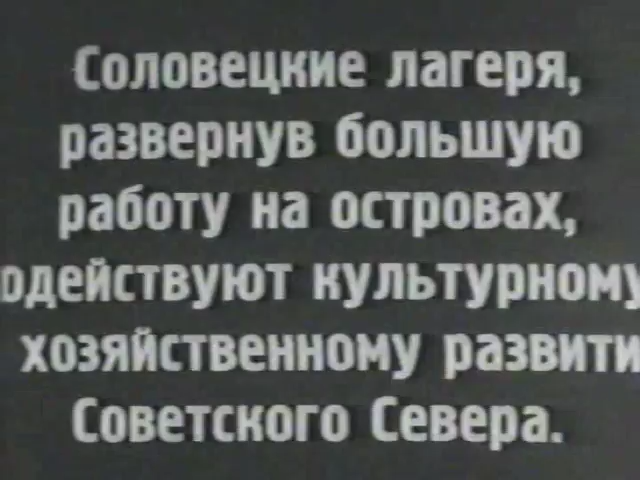 Соловецкие лагеря,
развернув большую
работу на островах,
одействуют культурному
хозяйственному развити
Советского Севера.